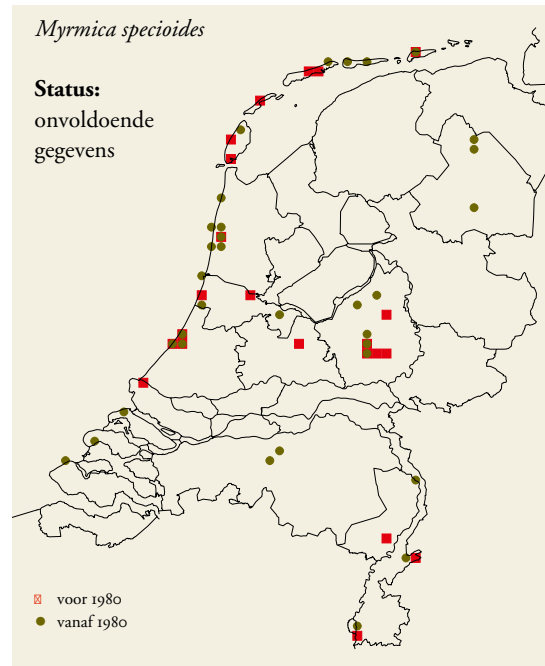 Myrmica specioides
Status:
onvoldoende
gegevens
voor 1980
vanaf 1980